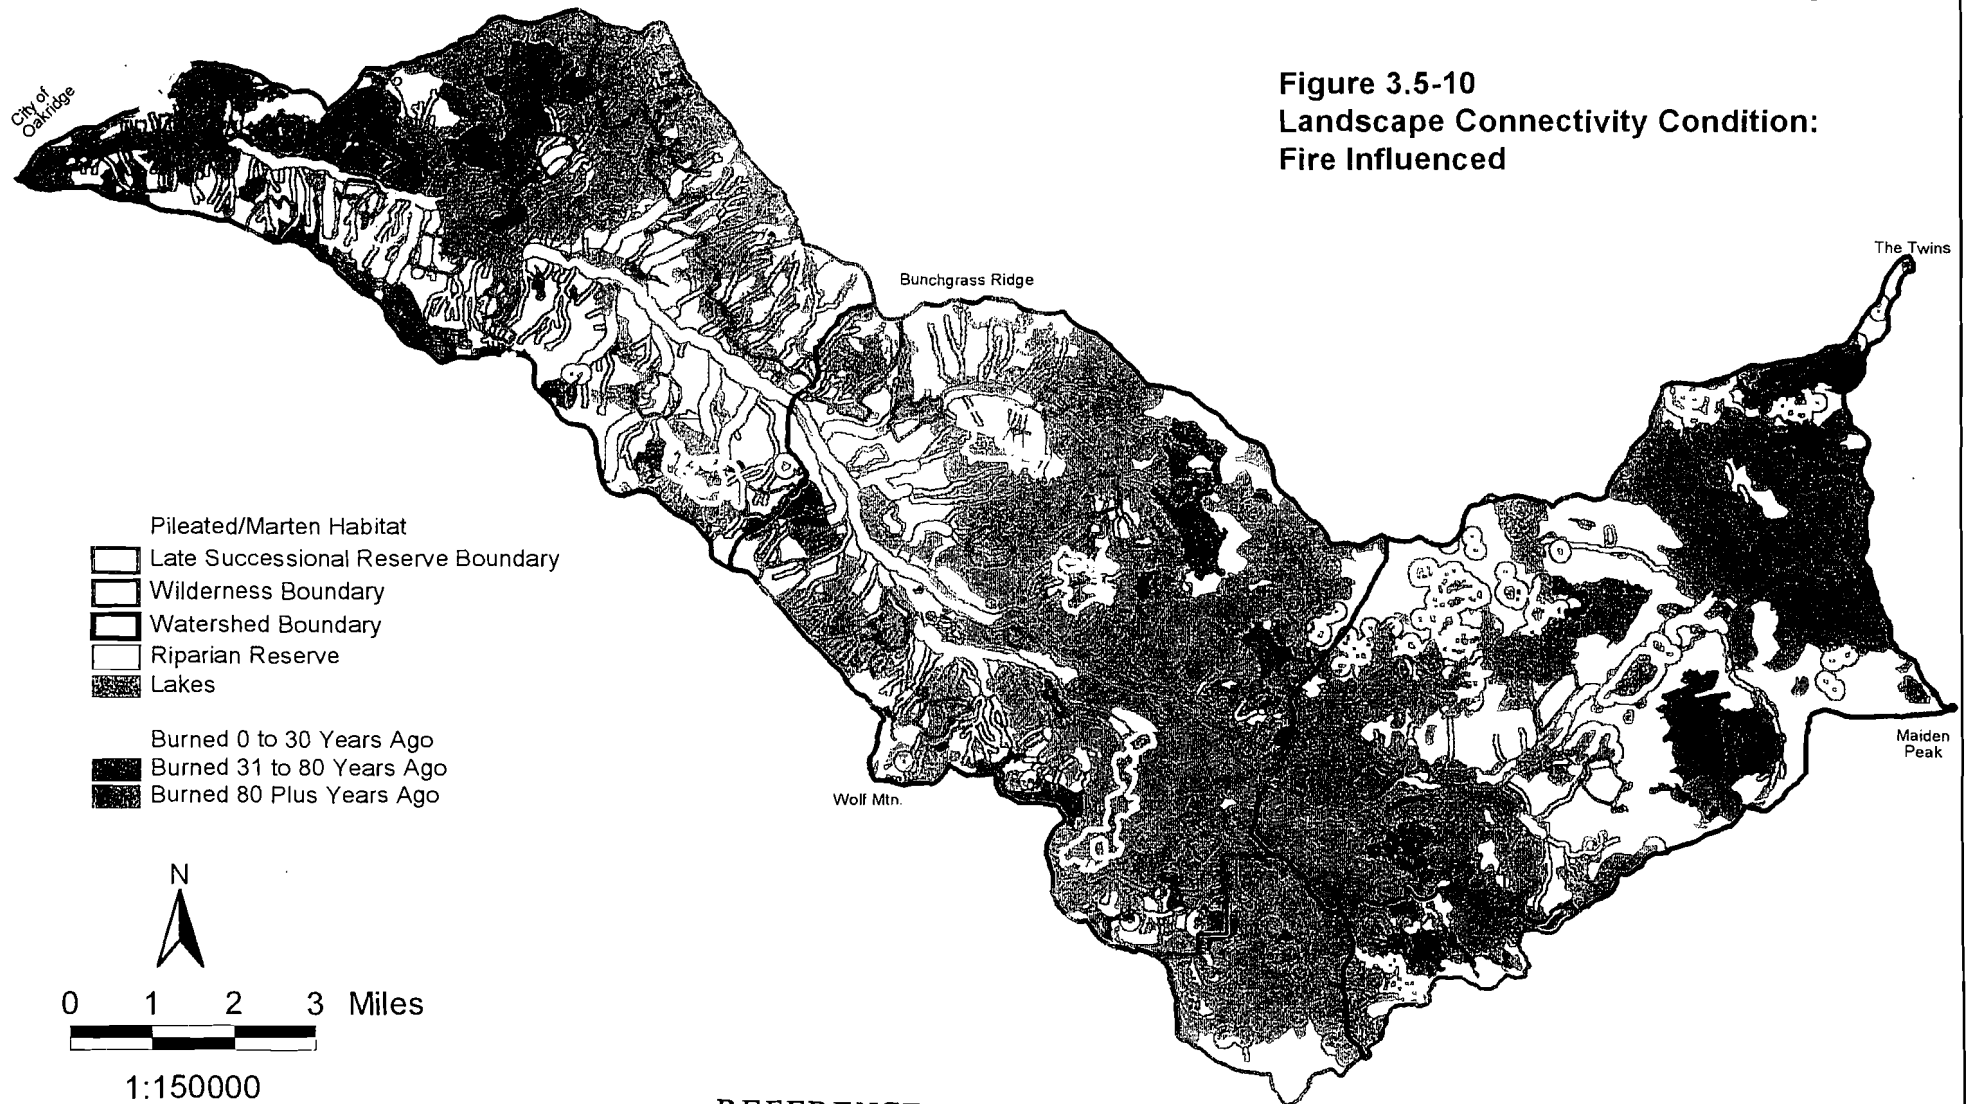 Figure 3.5-10
Landscape Connectivity Condition:
Fire Influenced
City of
Oakridge
The Twins
Bunchgrass Ridge
Pileated/Marten Habitat
Late Successional Reserve Boundary
Wilderness Boundary
Watershed Boundary
Riparian Reserve
Lakes
Burned 0 to 30 Years Ago
Burned 31 to 80 Years Ago
Burned 80 Plus Years Ago
Maiden
Peak
Wolf Mtn.
N
0 1 2 3 Miles
1:150000